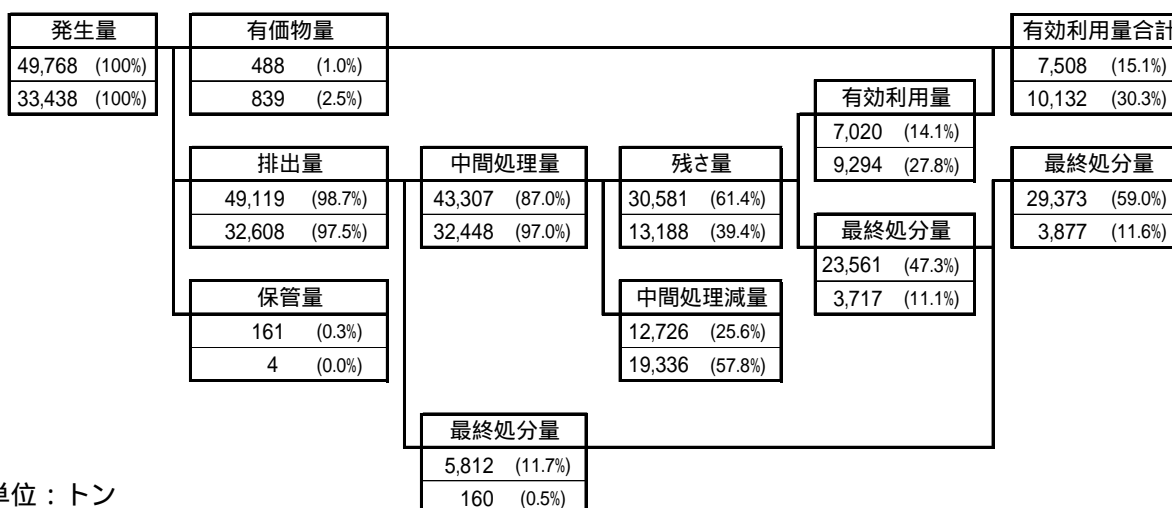 発生量
49,768 (100%)
33,438 (100%)
有価物量
488 (1.0%)
839 (2.5%)
有効利用量合計
7,508 (15.1%)
10,132 (30.3%)
有効利用量
7,020 (14.1%)
9,294 (27.8%)
排出量
49,119 (98.7%)
32,608 (97.5%)
中間処理量
43,307 (87.0%)
32,448 (97.0%)
残さ量
30,581 (61.4%)
13,188 (39.4%)
最終処分量
29,373 (59.0%)
3,877 (11.6%)
最終処分量
23,561 (47.3%)
3,717 (11.1%)
保管量
161 (0.3%)
4 (0.0%)
中間処理減量
12,726 (25.6%)
19,336 (57.8%)
最終処分量
5,812 (11.7%)
160 (0.5%)
単位：トン